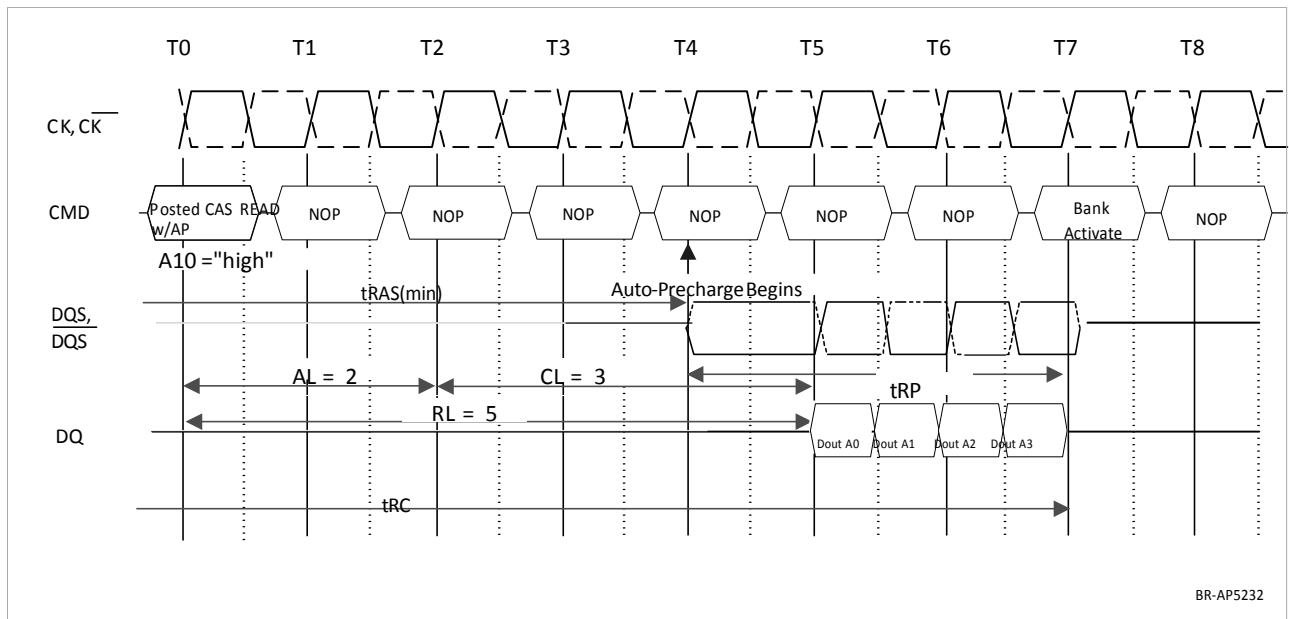 T0 T1 T2 T3 T4 T5 T6 T7 T8
CK, CK
CMD
Posted CAS READ
w/AP
NOP
NOP
NOP
NOP
NOP
NOP
Bank
Activate
NOP
A10 ="high"
tRAS(min)
Auto-Precharge Begins
DQS,
DQS
AL = 2
CL = 3
tRP
RL = 5
DQ
Dout A0
Dout A1
Dout A2
Dout A3
tRC
BR-AP5232